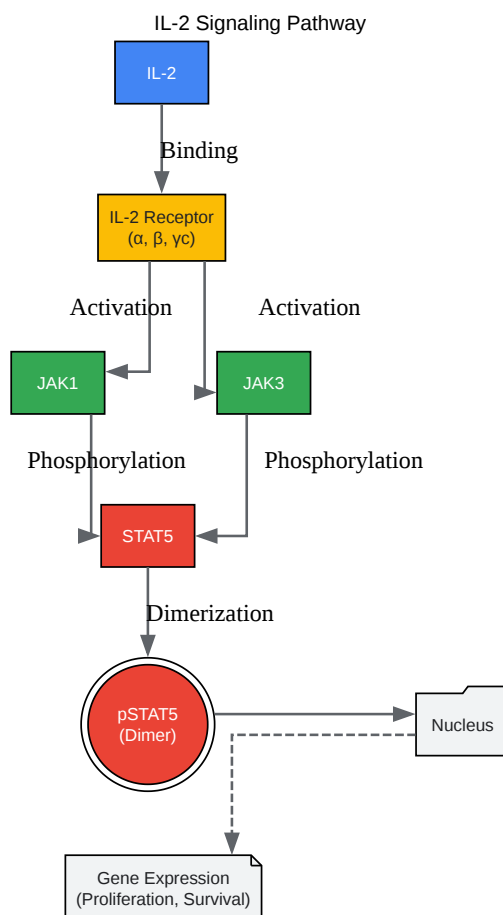 IL-2 Signaling Pathway
IL-2
Binding
IL-2 Receptor
(α, β, γc)
Activation
Activation
JAK1
JAK3
Phosphorylation
Phosphorylation
STAT5
Dimerization
pSTAT5
(Dimer)
Nucleus
Gene Expression
(Proliferation, Survival)